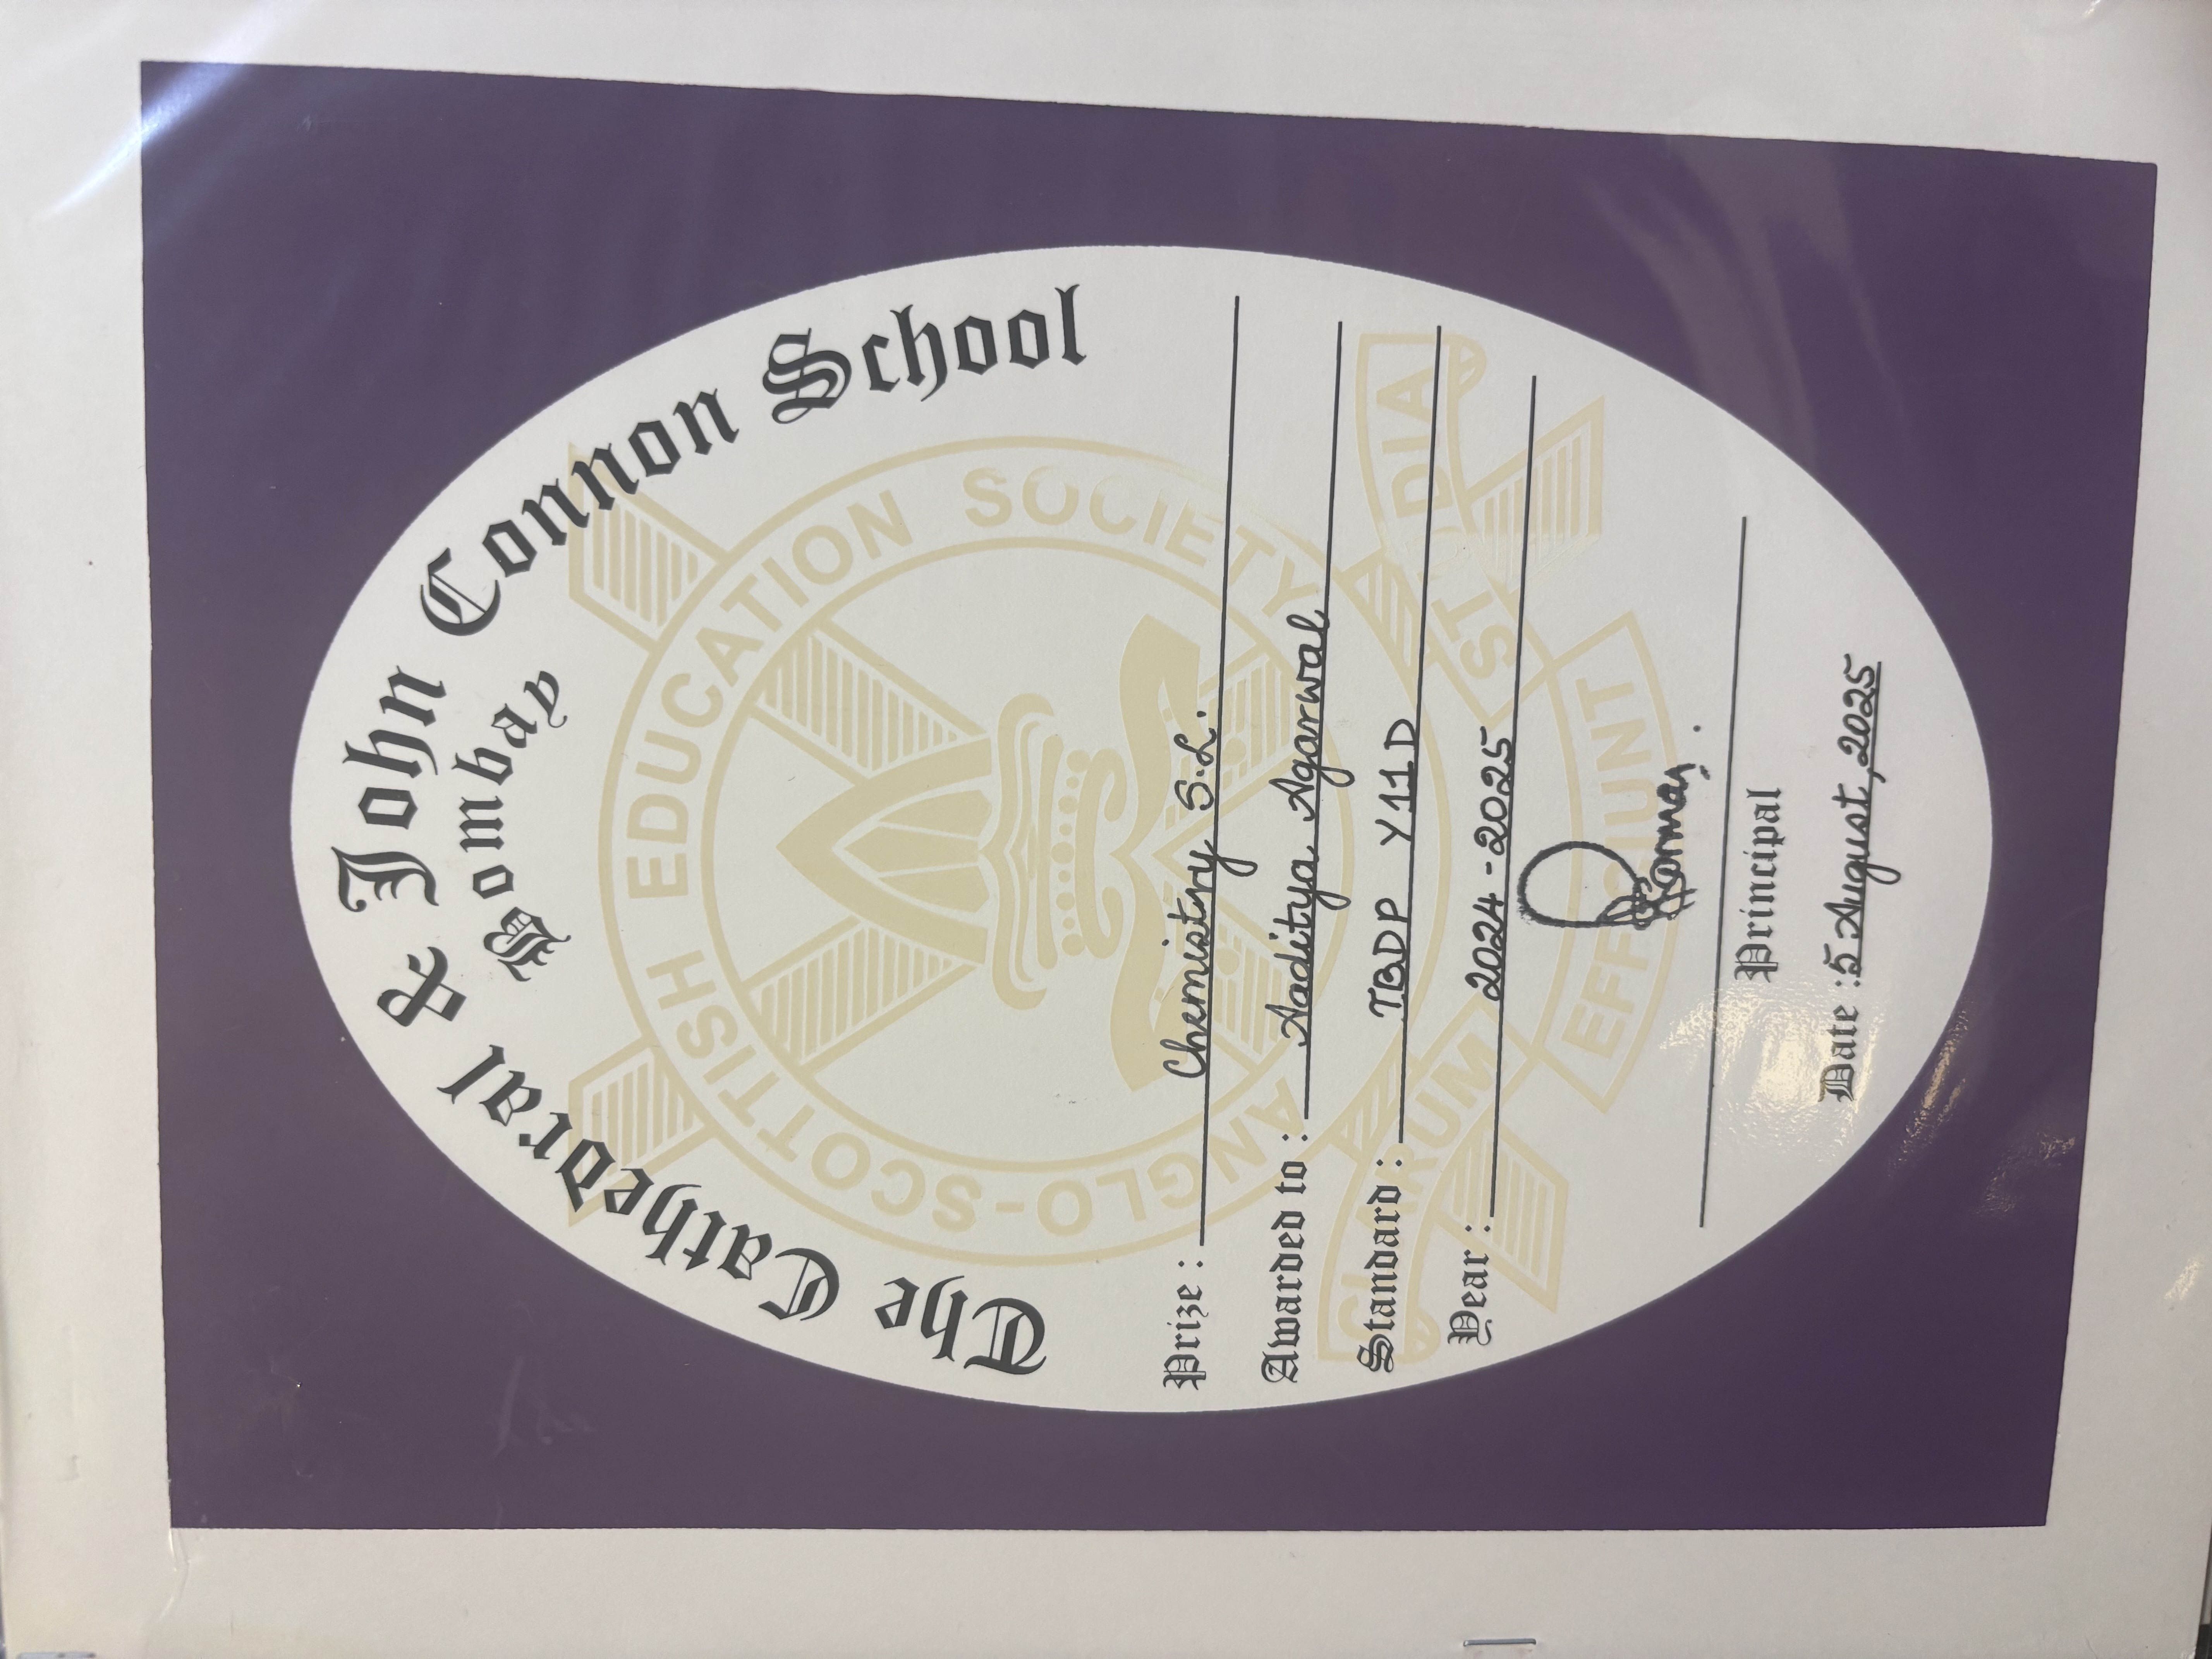 The Cathedral & John Connon School
Bombay
ANGLO-SCOTTISH EDUCATION SOCIETY
Prize : Chemistry S.L.
Awarded to : Aaditya Agarwal
Standard : IBDP Y11D
Year : 2024-2025
CLARUM EFFICIUNT STUDIA
Principal
Date : 5 August, 2025